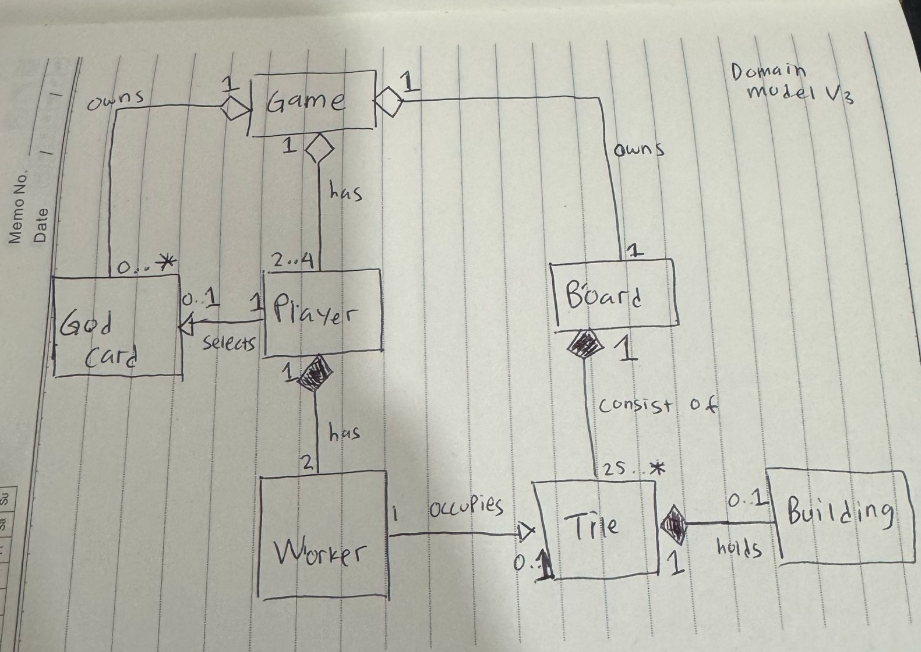 Domain
model V3
owns
1
Game
1
1
has
owns
0..*
2..4
1
God
card
0..1
selects
1
Player
Board
1
1
has
consist of
2
25..*
Worker
1
occupies
0..1
Tile
1
0..1
holds
Building
Memo No.
Date / /
Su
Sa